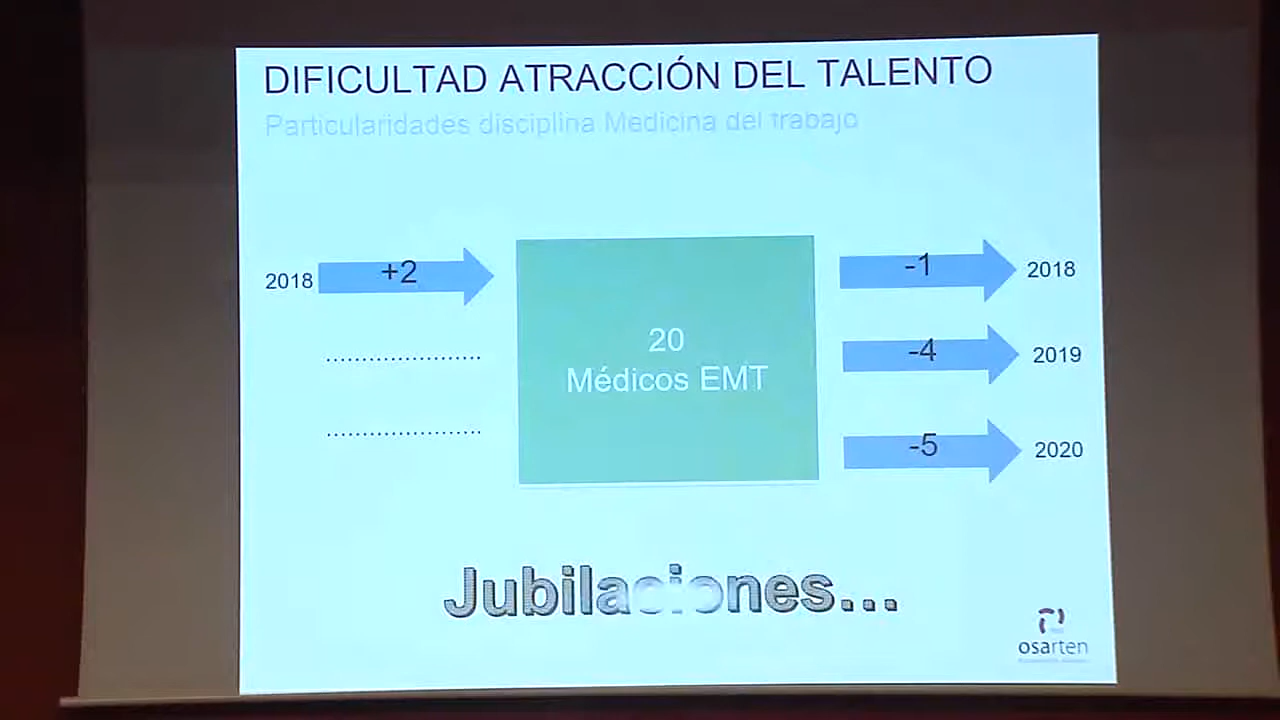 DIFICULTAD ATRACCIÓN DEL TALENTO
Particularidades disciplina Medicina del trabajo
2018 +2
-1 2018
.....................
-4 2019
.....................
-5 2020
20
Médicos EMT
Jubilaciones...
osarten